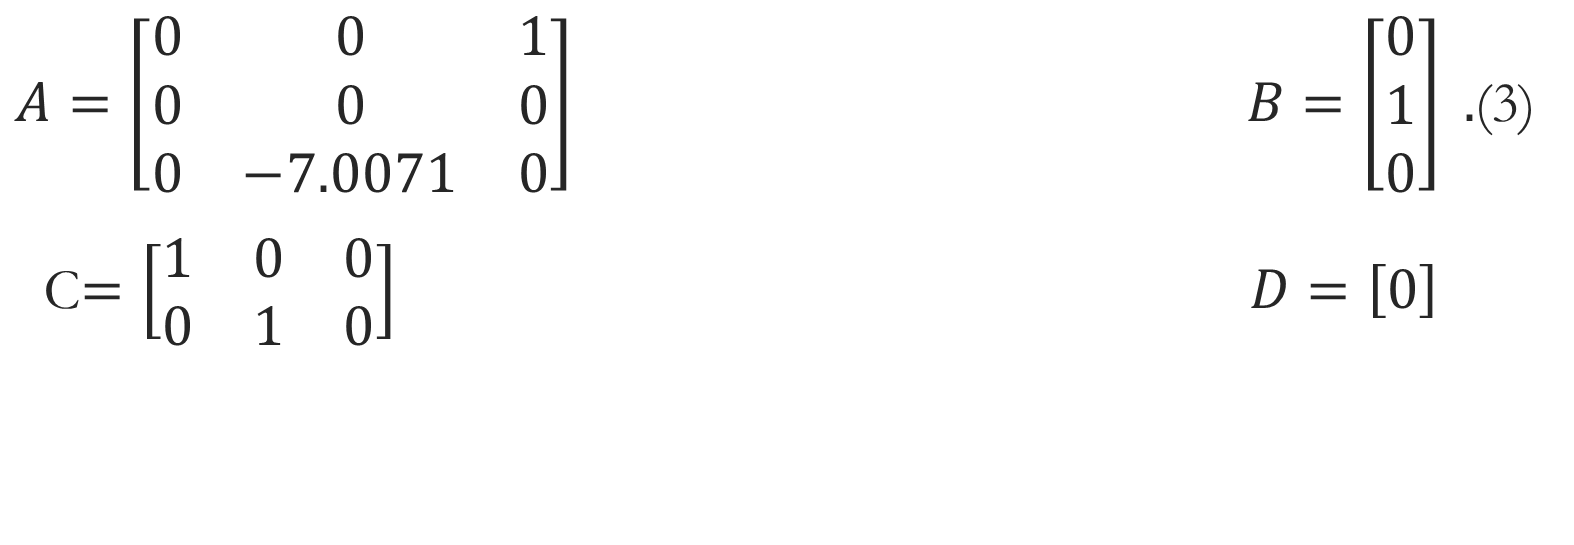 0 0 1 0
A = [0 0 0] B = [1] .(3)
0 −7.0071 0 0
C= [1 0 0] D = [0]
0 1 0